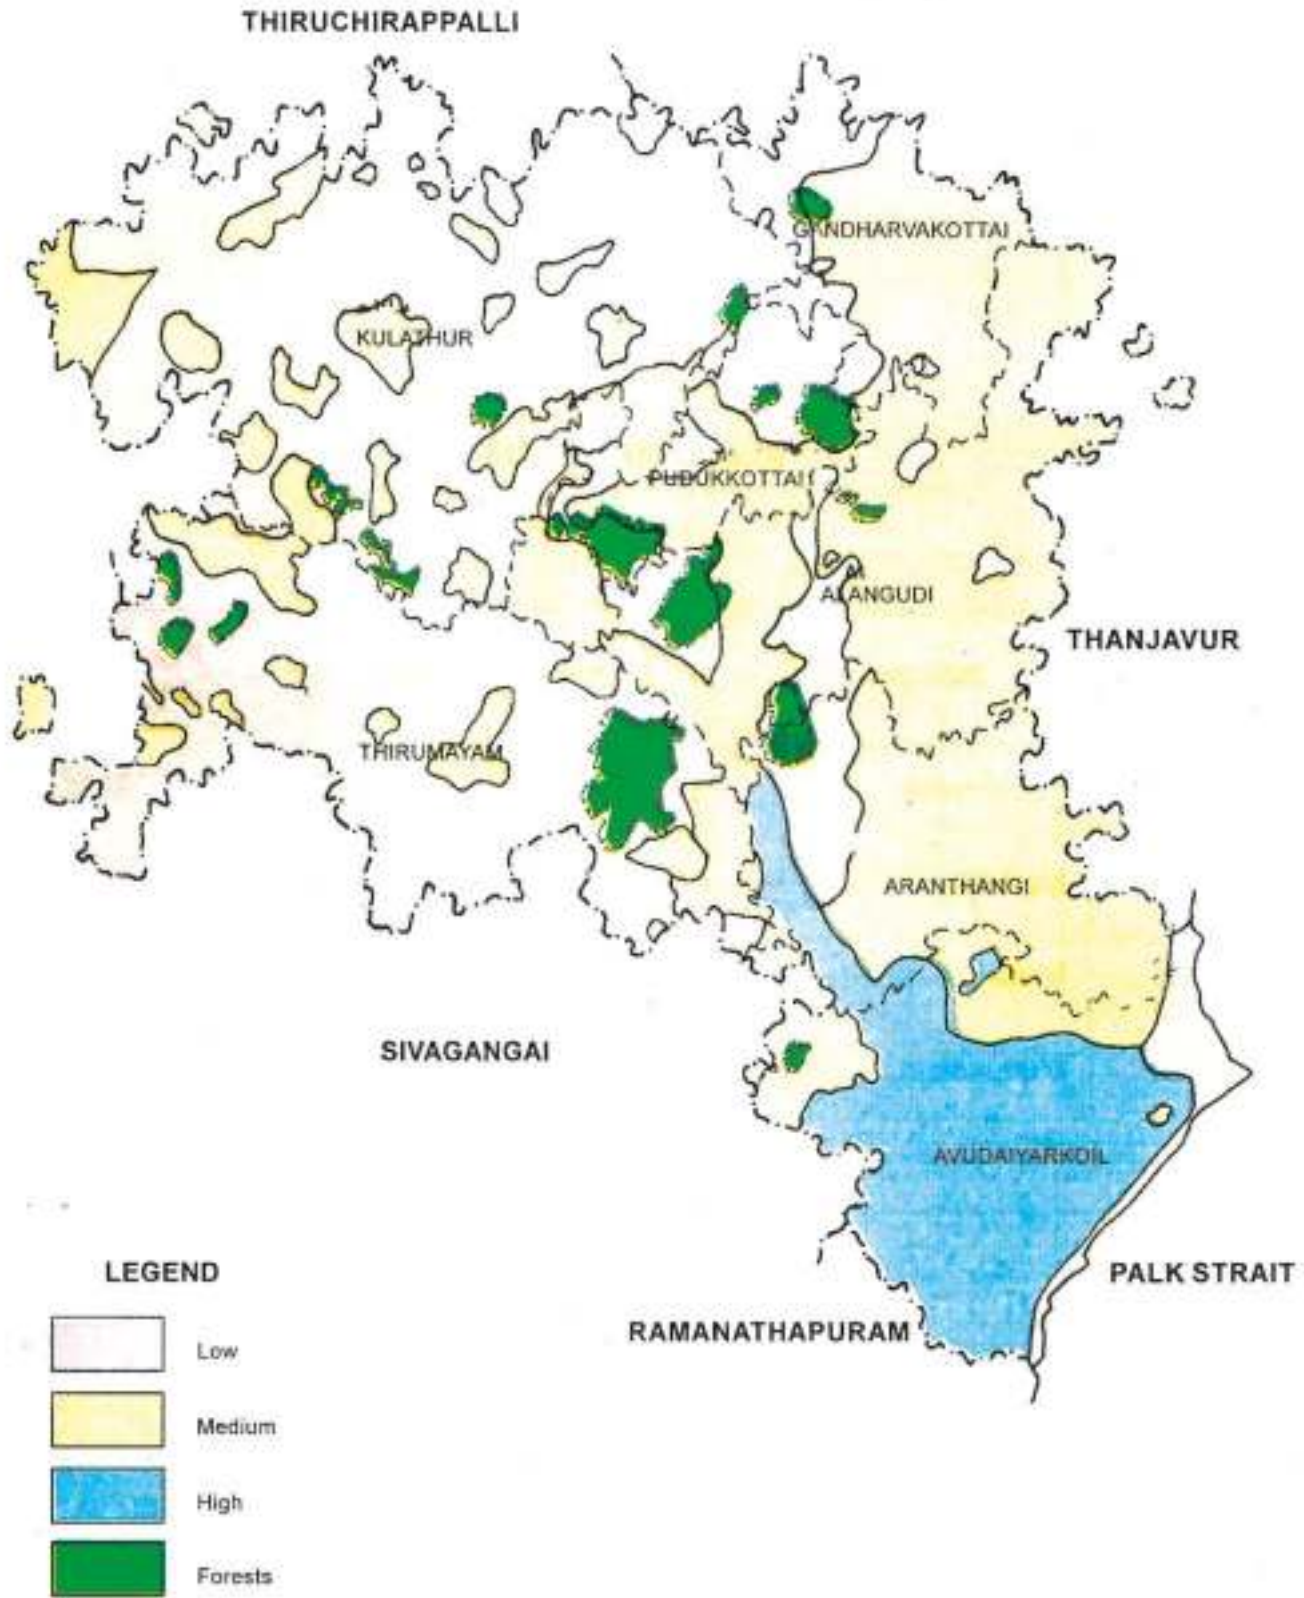 THIRUCHIRAPPALLI
GANDHARVAKOTTAI
KULATHUR
PUDUKKOTTAI
ALANGUDI
THANJAVUR
THIRUMAYAM
ARANTHANGI
SIVAGANGAI
AVUDAIYARKOIL
PALK STRAIT
RAMANATHAPURAM
LEGEND
Low
Medium
High
Forests